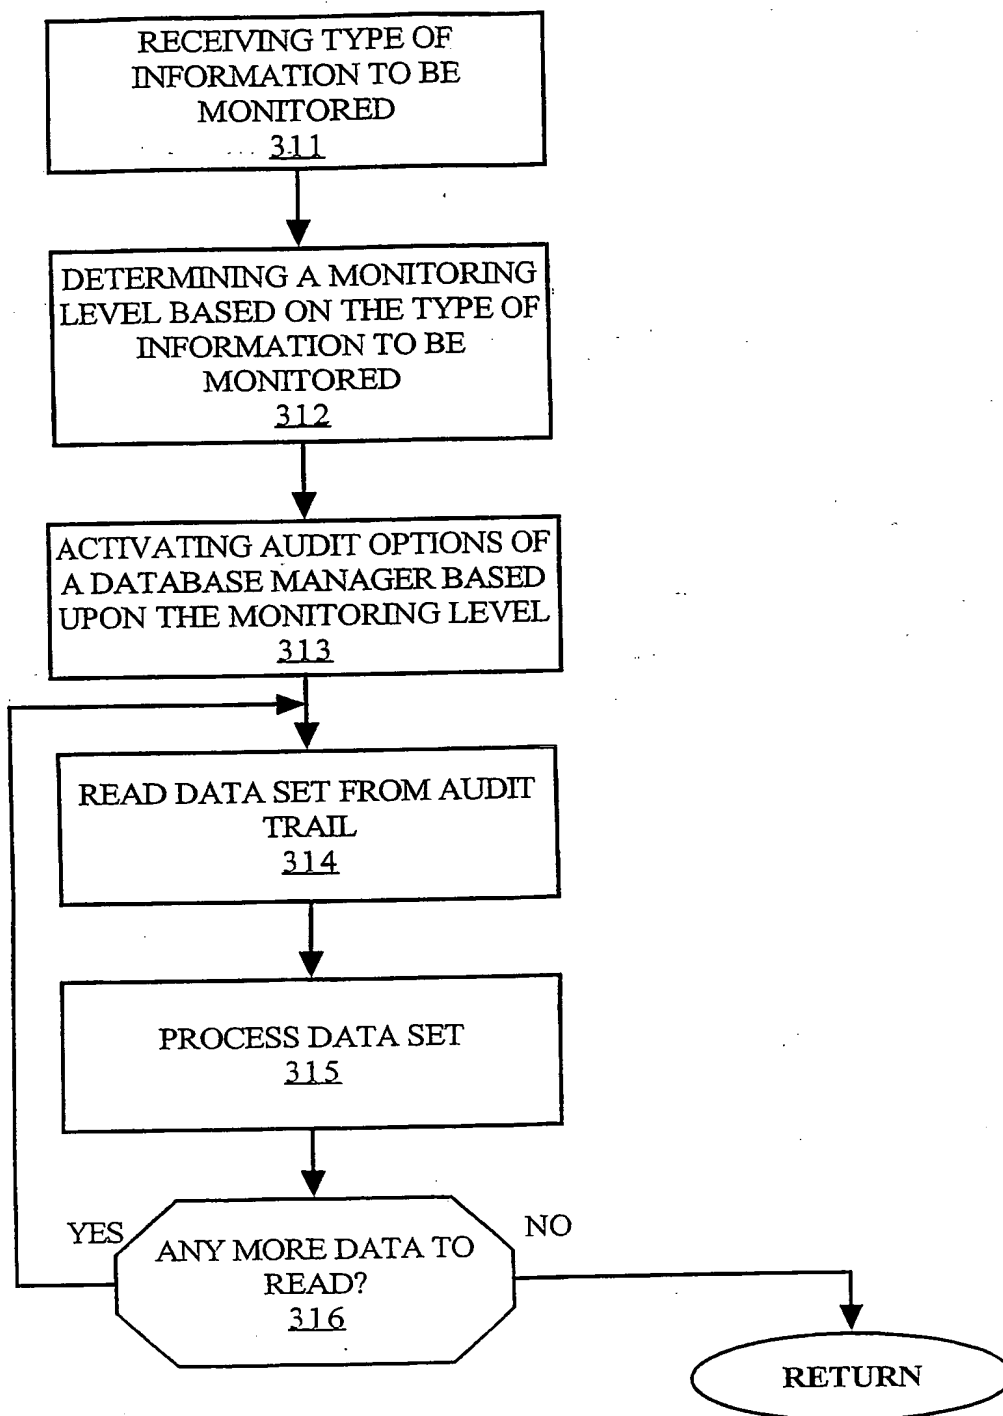 RECEIVING TYPE OF
INFORMATION TO BE
MONITORED
311
DETERMINING A MONITORING
LEVEL BASED ON THE TYPE OF
INFORMATION TO BE
MONITORED
312
ACTIVATING AUDIT OPTIONS OF
A DATABASE MANAGER BASED
UPON THE MONITORING LEVEL
313
READ DATA SET FROM AUDIT
TRAIL
314
PROCESS DATA SET
315
YES
NO
ANY MORE DATA TO
READ?
316
RETURN